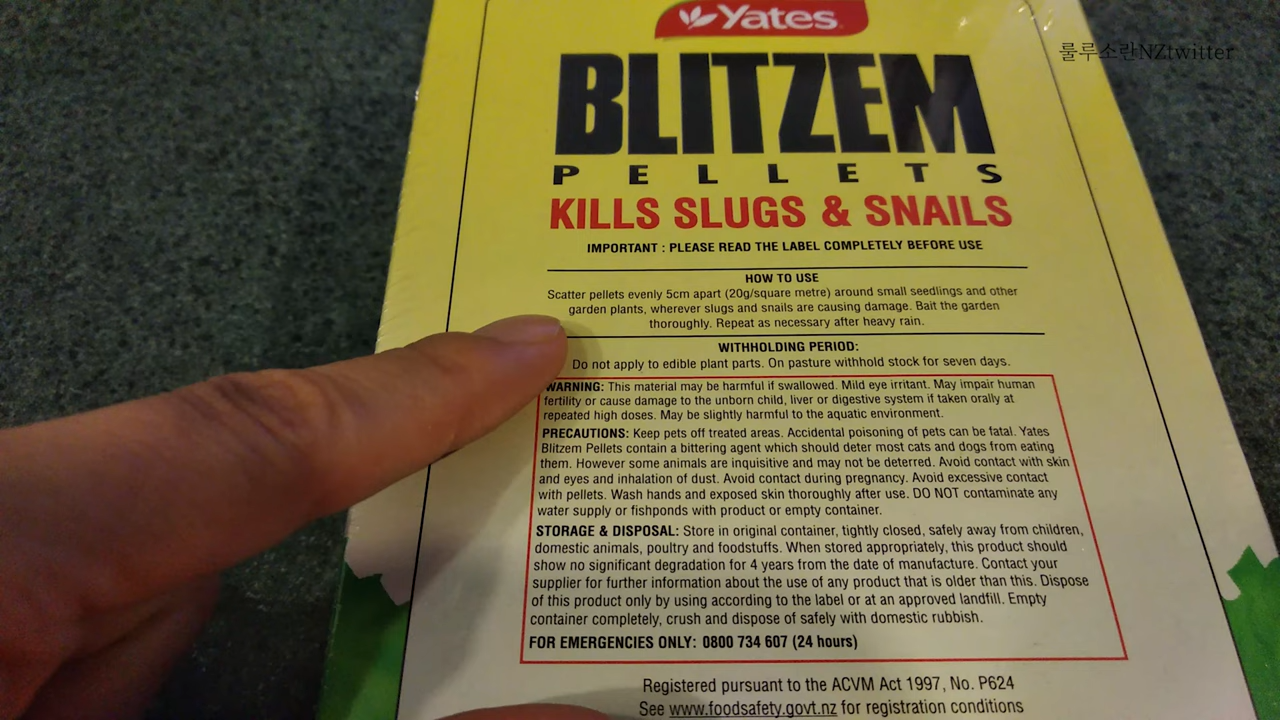 Yates
룰루소란NZtwitter
BLITZEM
PELLETS
KILLS SLUGS & SNAILS
IMPORTANT : PLEASE READ THE LABEL COMPLETELY BEFORE USE
HOW TO USE
Scatter pellets evenly 5cm apart (20g/square metre) around small seedlings and other
garden plants, wherever slugs and snails are causing damage. Bait the garden
thoroughly. Repeat as necessary after heavy rain.
WITHHOLDING PERIOD:
Do not apply to edible plant parts. On pasture withhold stock for seven days.
WARNING: This material may be harmful if swallowed. Mild eye irritant. May impair human
fertility or cause damage to the unborn child, liver or digestive system if taken orally at
repeated high doses. May be slightly harmful to the aquatic environment.
PRECAUTIONS: Keep pets off treated areas. Accidental poisoning of pets can be fatal. Yates
Blitzem Pellets contain a bittering agent which should deter most cats and dogs from eating
them. However some animals are inquisitive and may not be deterred. Avoid contact with skin
and eyes and inhalation of dust. Avoid contact during pregnancy. Avoid excessive contact
with pellets. Wash hands and exposed skin thoroughly after use. DO NOT contaminate any
water supply or fishponds with product or empty container.
STORAGE & DISPOSAL: Store in original container, tightly closed, safely away from children,
domestic animals, poultry and foodstuffs. When stored appropriately, this product should
show no significant degradation for 4 years from the date of manufacture. Contact your
supplier for further information about the use of any product that is older than this. Dispose
of this product only by using according to the label or at an approved landfill. Empty
container completely, crush and dispose of safely with domestic rubbish.
FOR EMERGENCIES ONLY: 0800 734 607 (24 hours)
Registered pursuant to the ACVM Act 1997, No. P624
See www.foodsafety.govt.nz for registration conditions